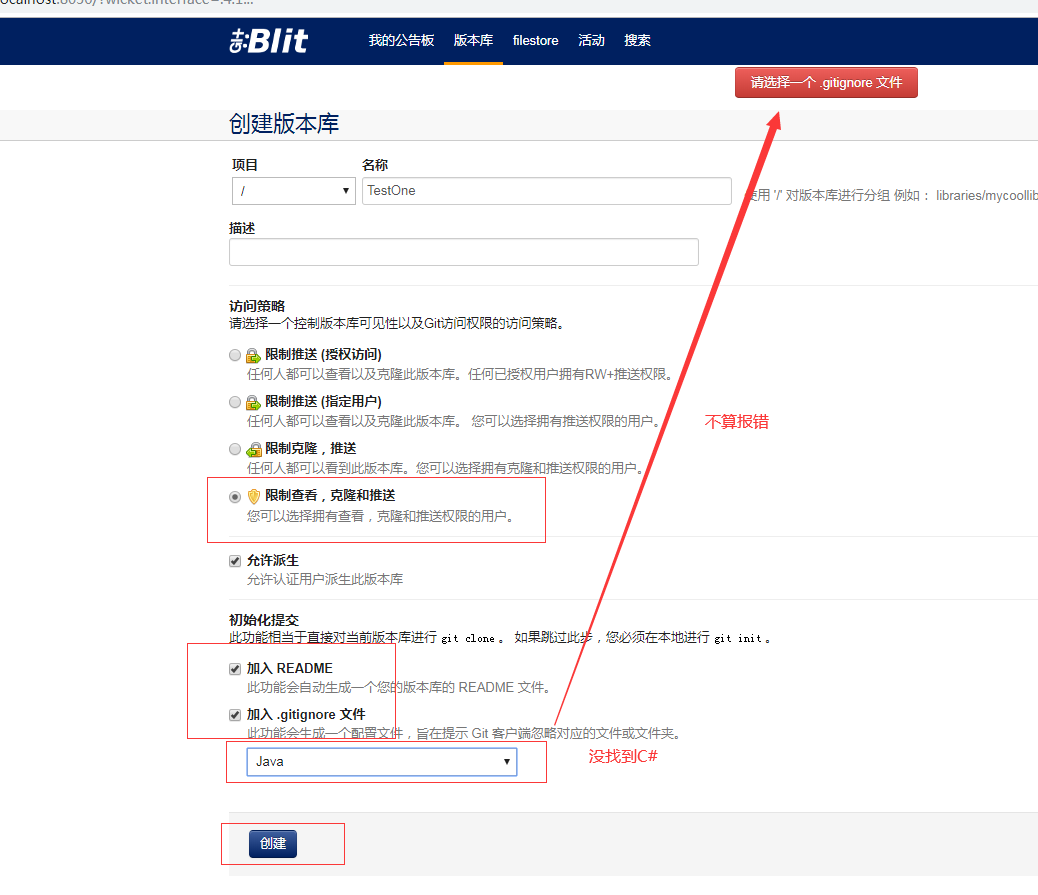 ocalhost:8090/?wicket:interface=:4:1...
Blit 我的公告板 版本库 filestore 活动 搜索
请选择一个 .gitignore 文件
创建版本库
项目 名称
/ TestOne
使用 '/' 对版本库进行分组 例如： libraries/mycoollib
描述
访问策略
请选择一个控制版本库可见性以及Git访问权限的访问策略。
限制推送 (授权访问)
任何人都可以查看以及克隆此版本库。任何已授权用户拥有RW+推送权限。
限制推送 (指定用户)
任何人都可以查看以及克隆此版本库。 您可以选择拥有推送权限的用户。
不算报错
限制克隆，推送
任何人都可以看到此版本库。您可以选择拥有克隆和推送权限的用户。
限制查看，克隆和推送
您可以选择拥有查看，克隆和推送权限的用户。
允许派生
允许认证用户派生此版本库
初始化提交
此功能相当于直接对当前版本库进行 git clone 。 如果跳过此步，您必须在本地进行 git init 。
加入 README
此功能会自动生成一个您的版本库的 README 文件。
加入 .gitignore 文件
此功能会生成一个配置文件，旨在提示 Git 客户端忽略对应的文件或文件夹。
Java
没找到C#
创建